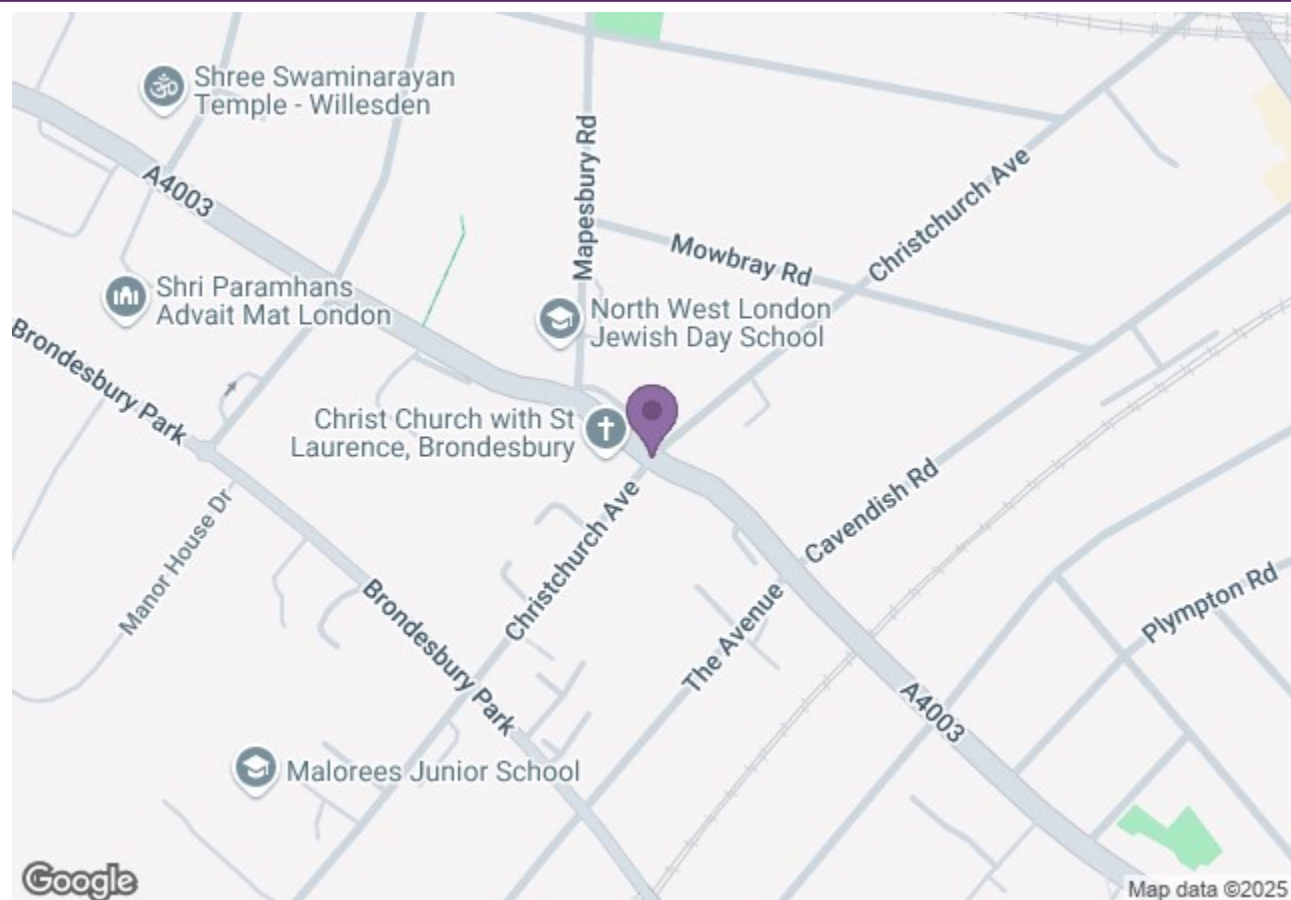 Shree Swaminarayan
Temple - Willesden
A4003
Mapesbury Rd
Christchurch Ave
Mowbray Rd
Shri Paramhans
Advait Mat London
North West London
Jewish Day School
Brondesbury Park
Christ Church with St
Laurence, Brondesbury
Manor House Dr
Christchurch Ave
Cavendish Rd
Brondesbury Park
The Avenue
Plympton Rd
A4003
Malorees Junior School
Google
Map data ©2025